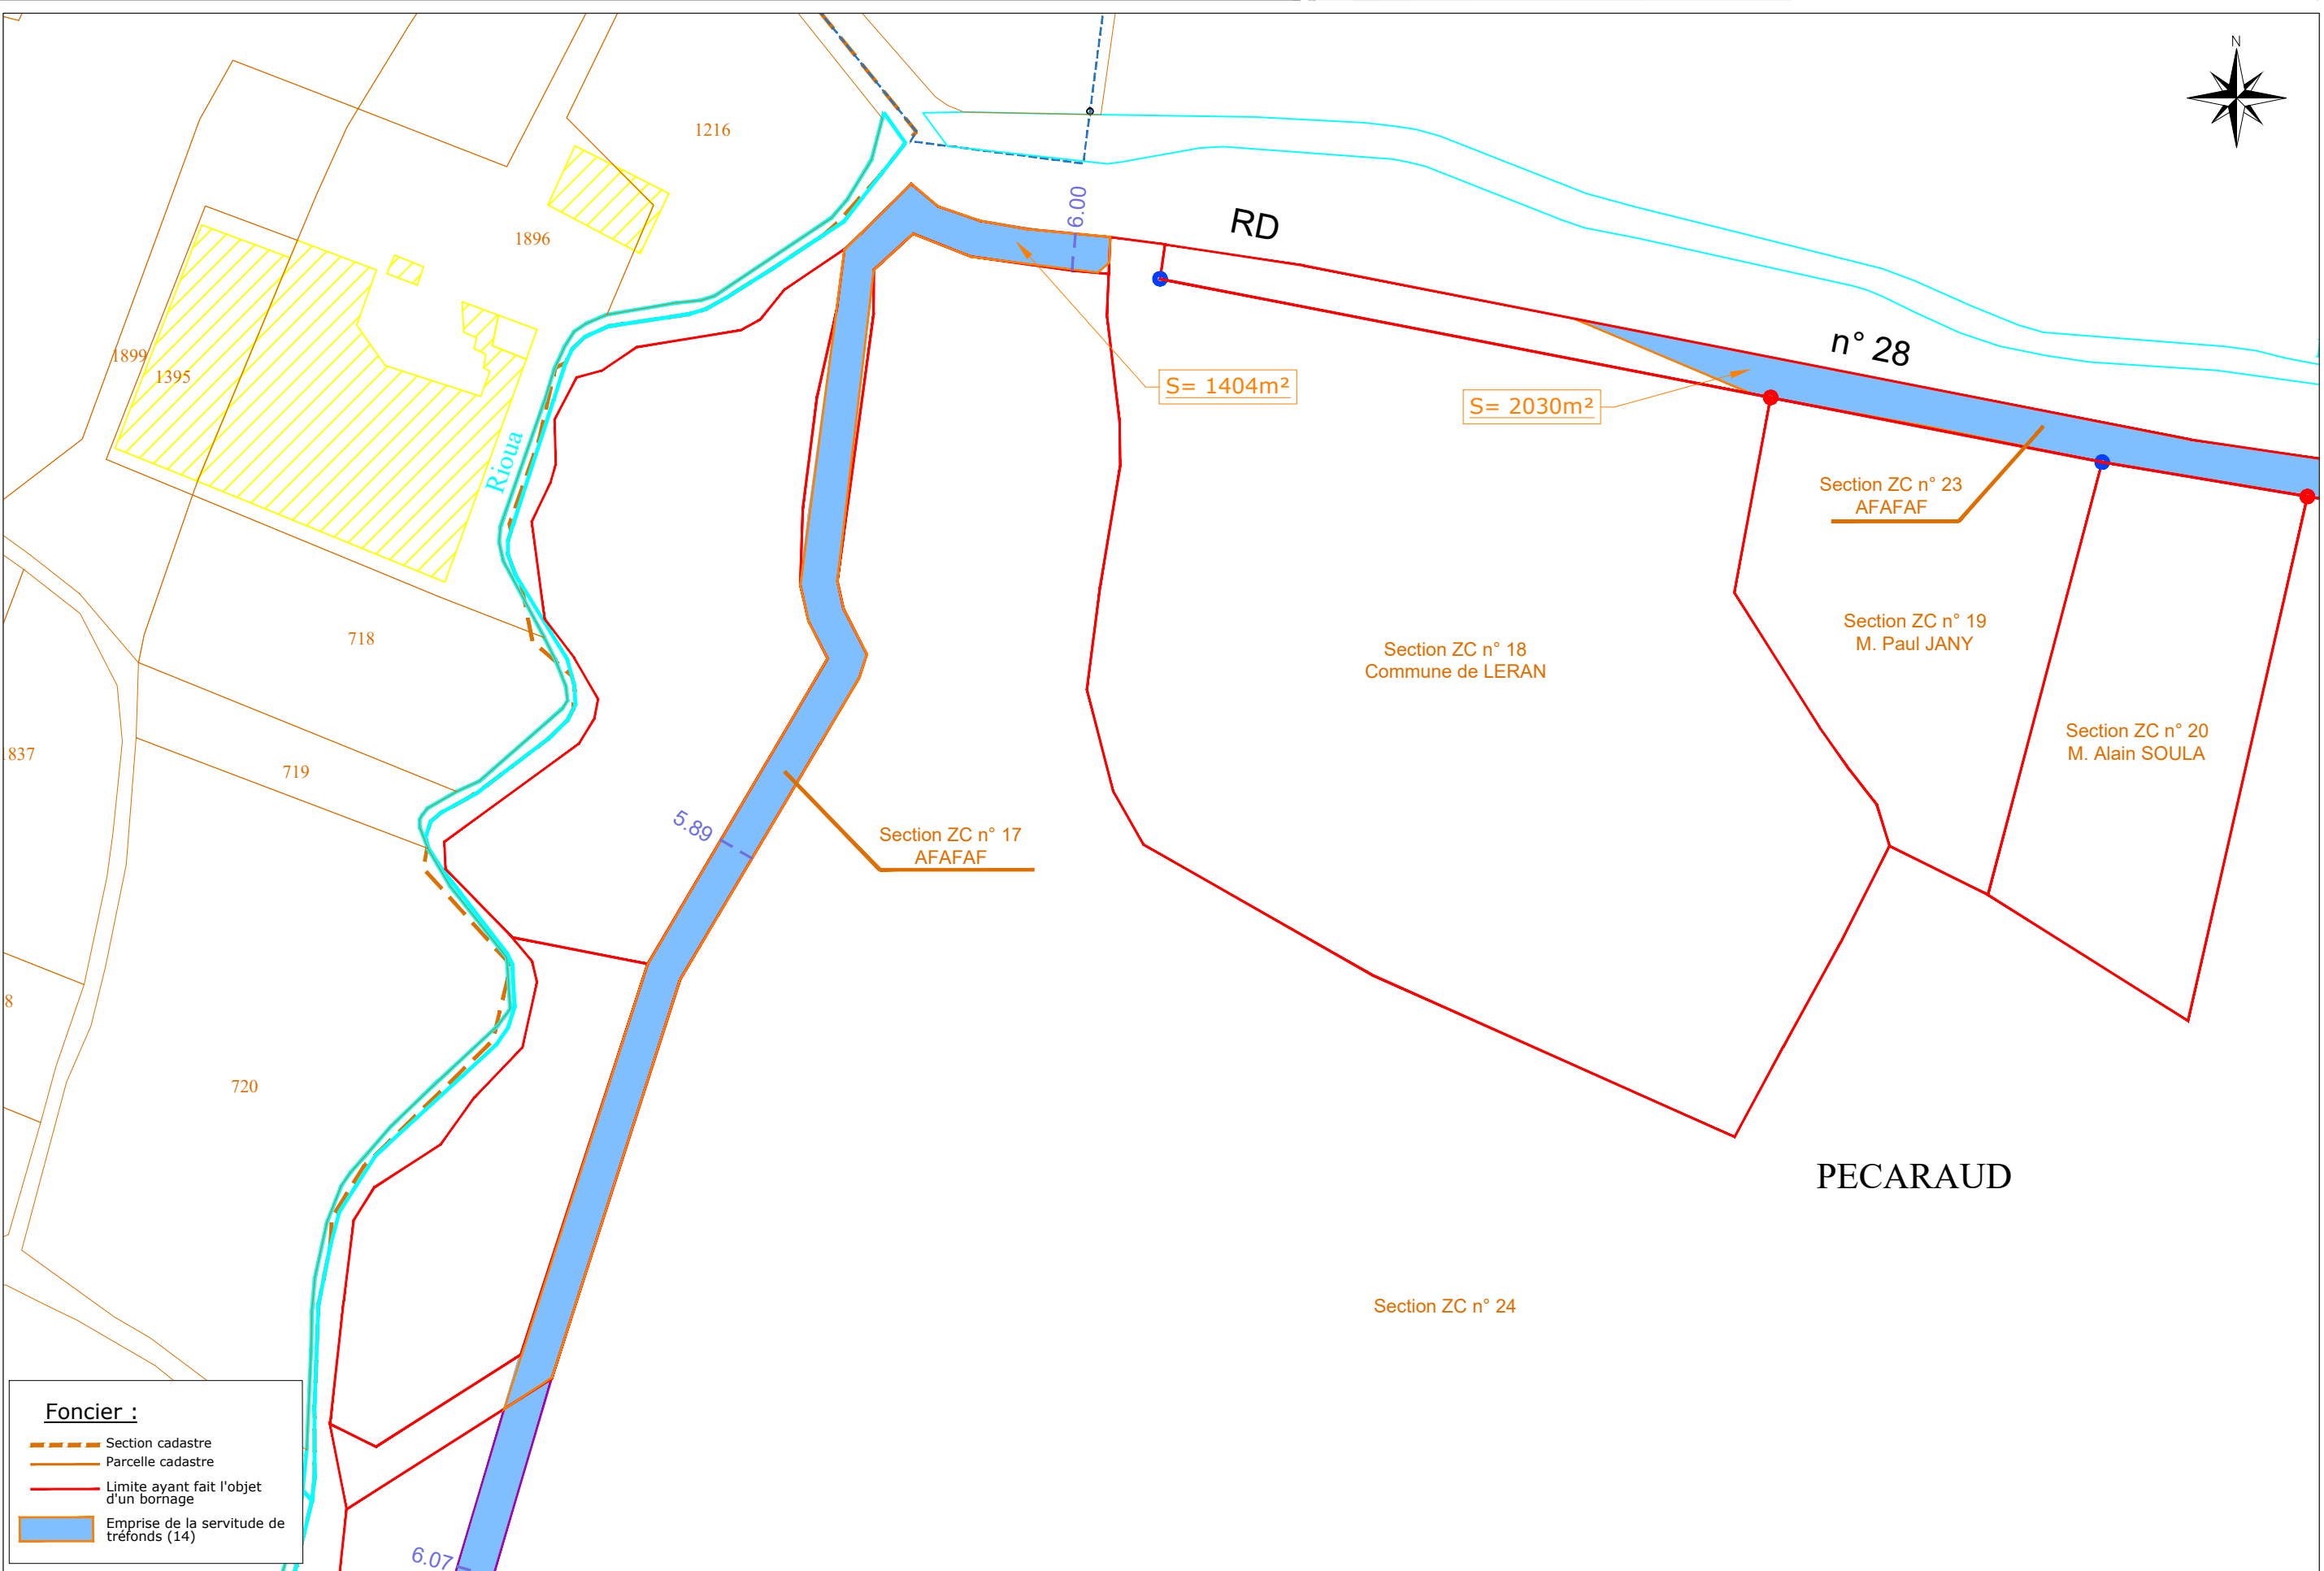 N
1216
6.00
RD
1896
n° 28
1899
1395
S= 1404m²
S= 2030m²
Rioua
Section ZC n° 23
AFAFAF
718
Section ZC n° 19
M. Paul JANY
Section ZC n° 18
Commune de LERAN
Section ZC n° 20
M. Alain SOULA
837
719
5.89
Section ZC n° 17
AFAFAF
8
720
PECARAUD
Section ZC n° 24
Foncier :
Section cadastre
Parcelle cadastre
Limite ayant fait l'objet
d'un bornage
Emprise de la servitude de
tréfonds (14)
6.07